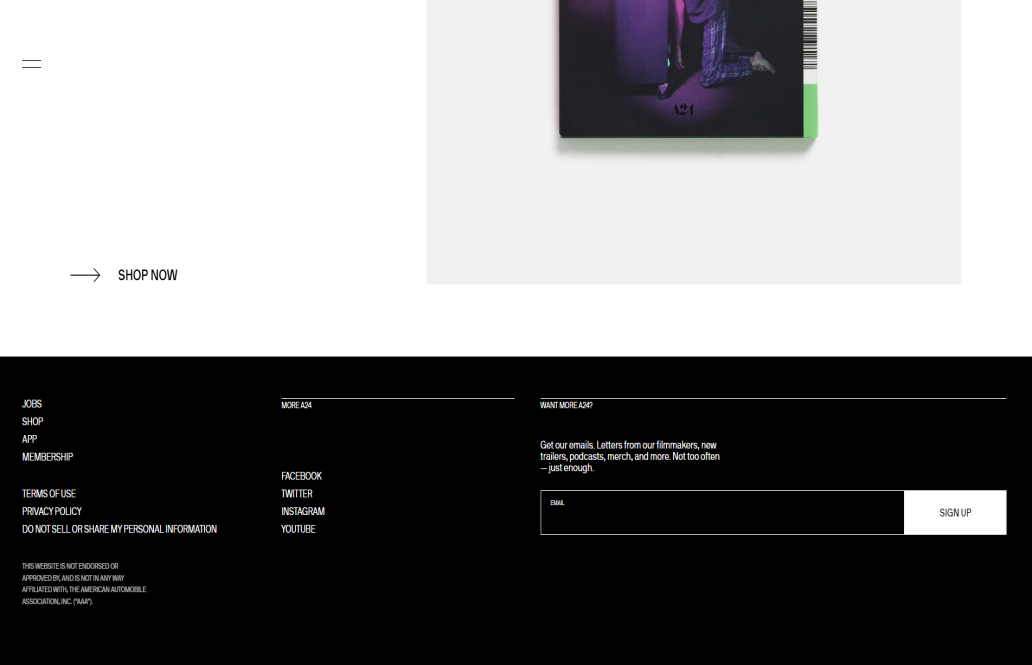 A24
SHOP NOW
JOBS
SHOP
APP
MEMBERSHIP
TERMS OF USE
PRIVACY POLICY
DO NOT SELL OR SHARE MY PERSONAL INFORMATION
THIS WEBSITE IS NOT ENDORSED OR
APPROVED BY, AND IS NOT IN ANY WAY
AFFILIATED WITH, THE AMERICAN AUTOMOBILE
ASSOCIATION, INC. ("AAA").
MORE A24
FACEBOOK
TWITTER
INSTAGRAM
YOUTUBE
WANT MORE A24?
Get our emails. Letters from our filmmakers, new
trailers, podcasts, merch, and more. Not too often
— just enough.
EMAIL
SIGN UP